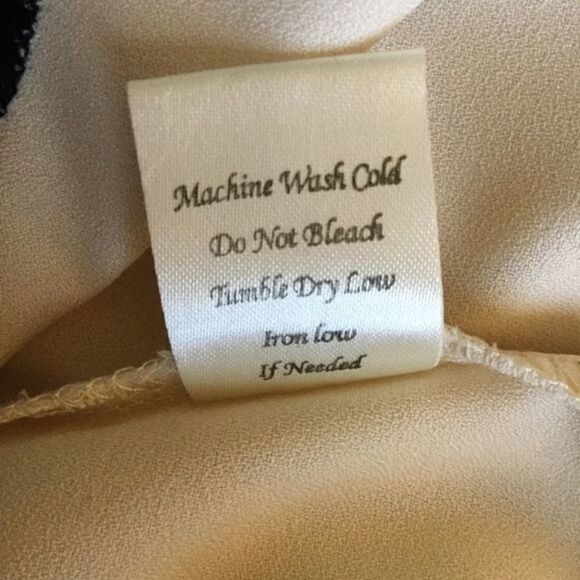 Machine Wash Cold
Do Not Bleach
Tumble Dry Low
Iron low
If Needed